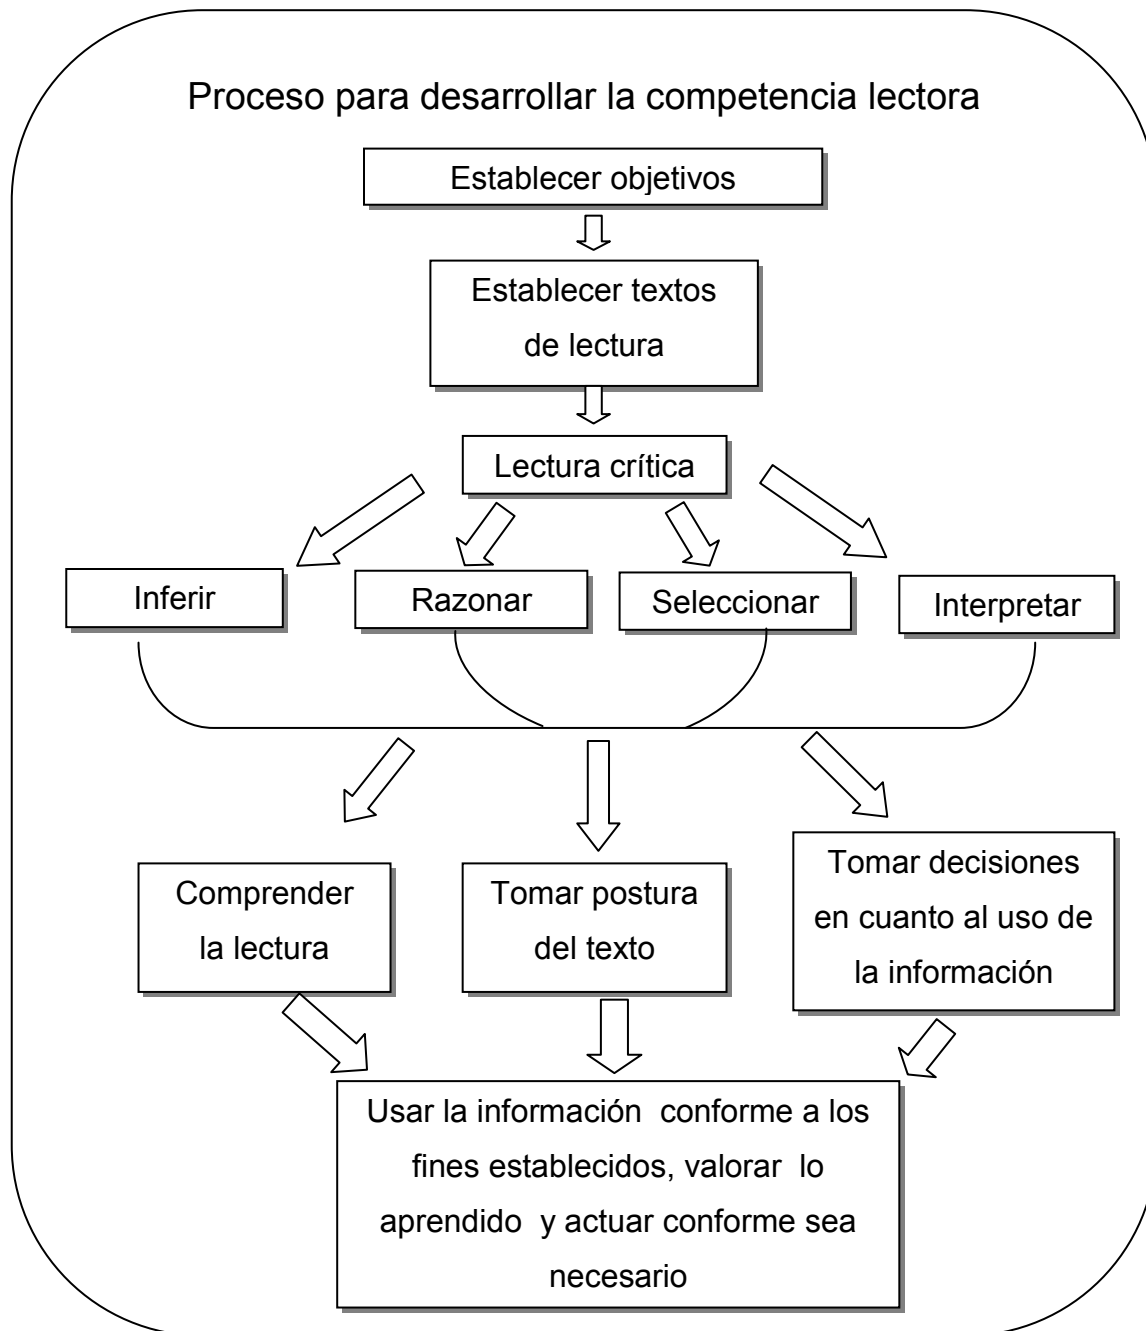 Proceso para desarrollar la competencia lectora
Establecer objetivos
Establecer textos
de lectura
Lectura crítica
Inferir
Razonar
Seleccionar
Interpretar
Comprender
la lectura
Tomar postura
del texto
Tomar decisiones
en cuanto al uso de
la información
Usar la información conforme a los
fines establecidos, valorar lo
aprendido y actuar conforme sea
necesario